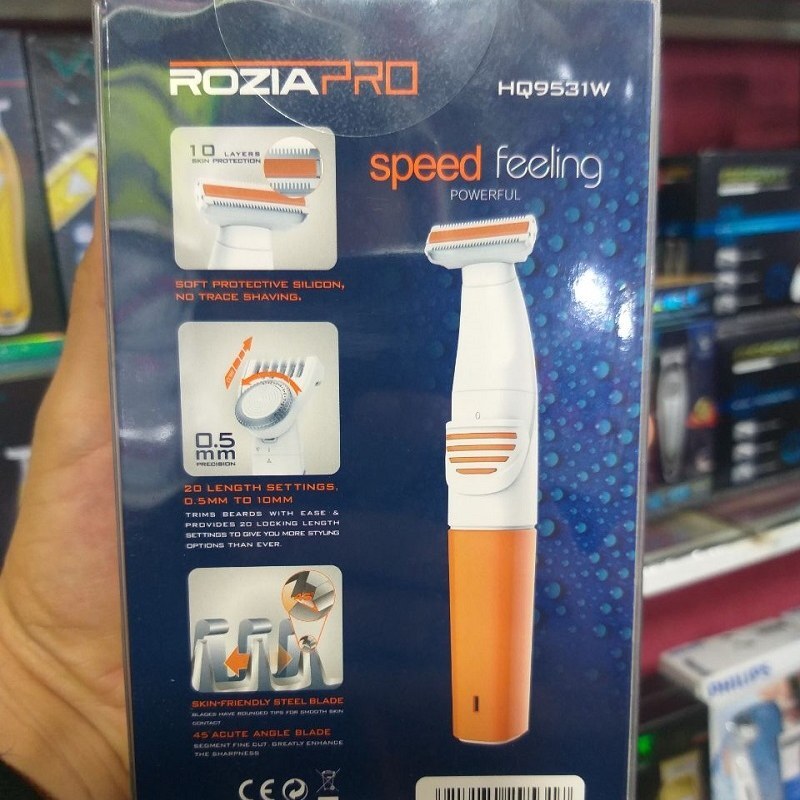 ROZIAPRO
HQ9531W
10 LAYERS
SKIN PROTECTION
speed feeling
POWERFUL
SOFT PROTECTIVE SILICON,
NO TRACE SHAVING.
0.5
mm
PRECISION
20 LENGTH SETTINGS,
0.5MM TO 10MM
TRIMS BEARDS WITH EASE &
PROVIDES 20 LOCKING LENGTH
SETTINGS TO GIVE YOU MORE STYLING
OPTIONS THAN EVER.
SKIN-FRIENDLY STEEL BLADE
BLADES HAVE ROUNDED TIPS FOR SMOOTH SKIN
CONTACT
45°ACUTE ANGLE BLADE
SEGMENT FINE CUT, GREATLY ENHANCE
THE SHARPNESS
0
CE
PHILIPS